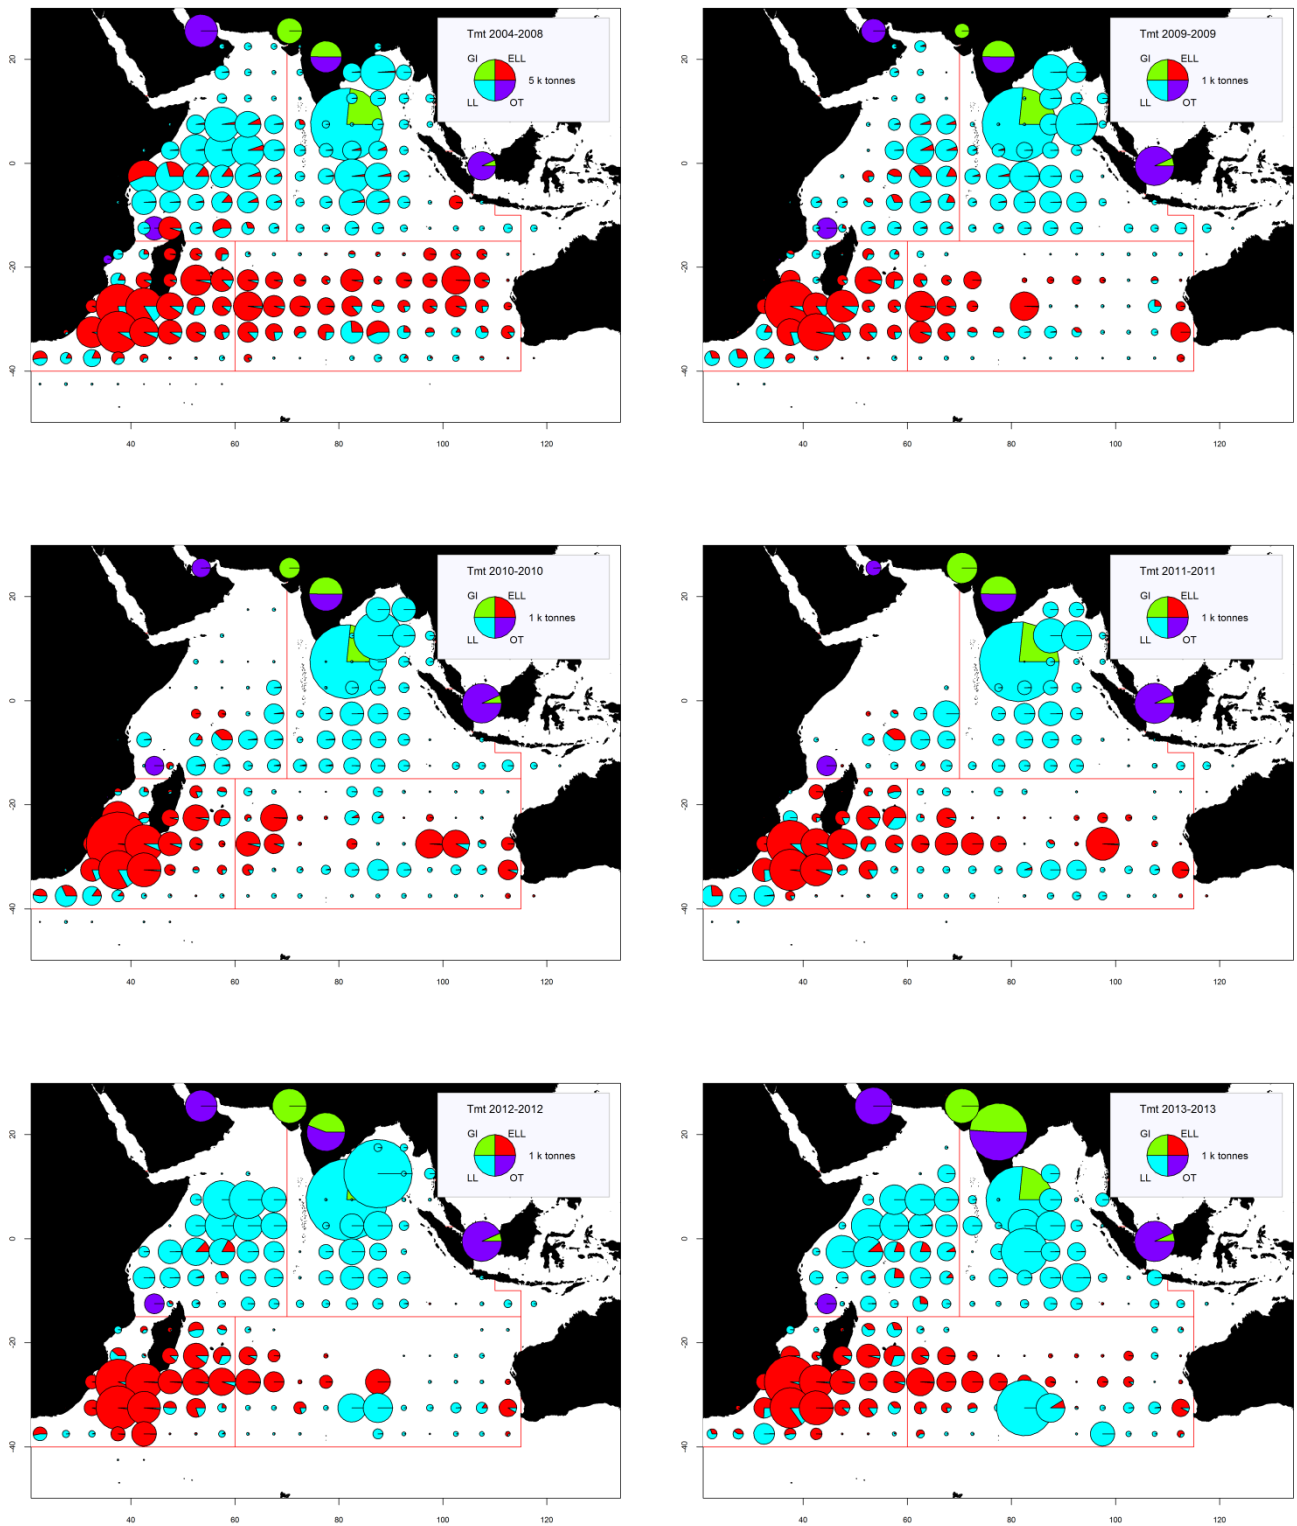 Tmt 2004-2008
GI ELL
5 k tonnes
LL OT
20
0
-20
-40
40 60 80 100 120
Tmt 2009-2009
GI ELL
1 k tonnes
LL OT
20
0
-20
-40
40 60 80 100 120
Tmt 2010-2010
GI ELL
1 k tonnes
LL OT
20
0
-20
-40
40 60 80 100 120
Tmt 2011-2011
GI ELL
1 k tonnes
LL OT
20
0
-20
-40
40 60 80 100 120
Tmt 2012-2012
GI ELL
1 k tonnes
LL OT
20
0
-20
-40
40 60 80 100 120
Tmt 2013-2013
GI ELL
1 k tonnes
LL OT
20
0
-20
-40
40 60 80 100 120